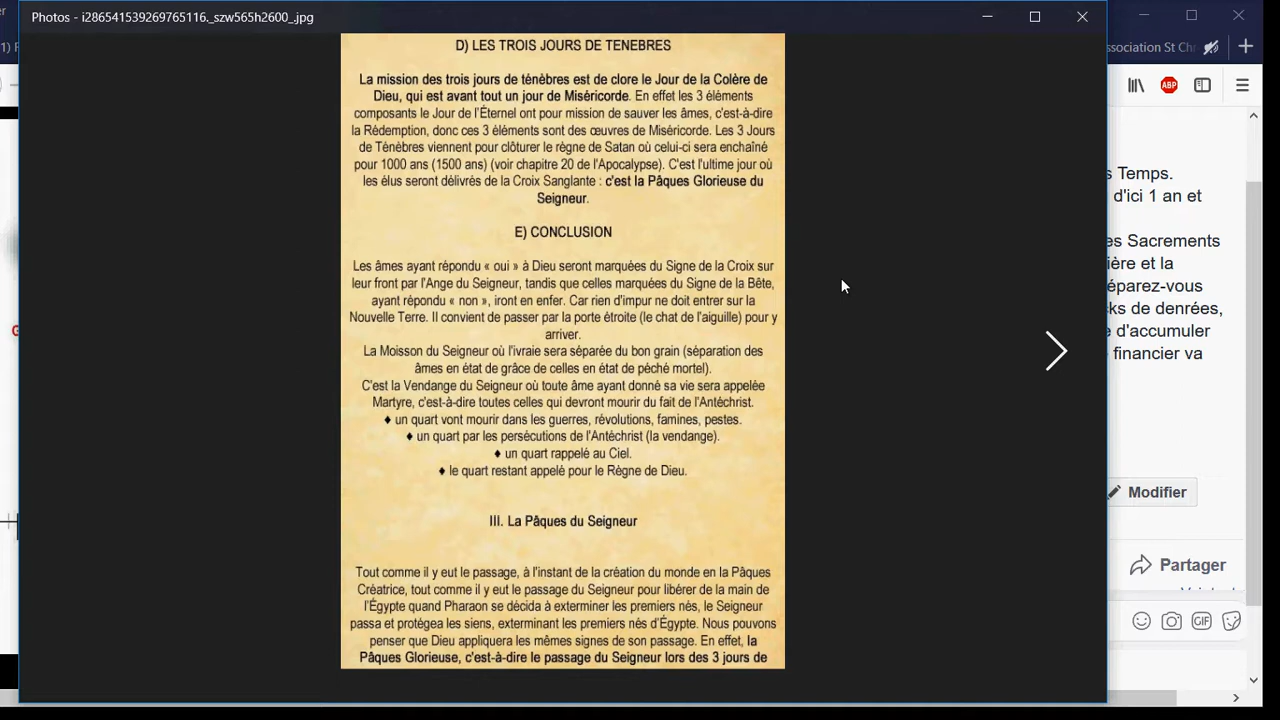 Photos - i286541539269765116._szw565h2600_.jpg
D) LES TROIS JOURS DE TENEBRES
La mission des trois jours de ténèbres est de clore le Jour de la Colère de
Dieu, qui est avant tout un jour de Miséricorde. En effet les 3 éléments
composants le Jour de l'Éternel ont pour mission de sauver les âmes, c'est-à-dire
la Rédemption, donc ces 3 éléments sont des œuvres de Miséricorde. Les 3 Jours
de Ténèbres viennent pour clôturer le règne de Satan où celui-ci sera enchaîné
pour 1000 ans (1500 ans) (voir chapitre 20 de l'Apocalypse). C'est l'ultime jour où
les élus seront délivrés de la Croix Sanglante : c'est la Pâques Glorieuse du
Seigneur.
E) CONCLUSION
Les âmes ayant répondu « oui » à Dieu seront marquées du Signe de la Croix sur
leur front par l'Ange du Seigneur, tandis que celles marquées du Signe de la Bête,
ayant répondu « non », iront en enfer. Car rien d'impur ne doit entrer sur la
Nouvelle Terre. Il convient de passer par la porte étroite (le chat de l'aiguille) pour y
arriver.
La Moisson du Seigneur où l'ivraie sera séparée du bon grain (séparation des
âmes en état de grâce de celles en état de péché mortel).
C'est la Vendange du Seigneur où toute âme ayant donné sa vie sera appelée
Martyre, c'est-à-dire toutes celles qui devront mourir du fait de l'Antéchrist.
♦ un quart vont mourir dans les guerres, révolutions, famines, pestes.
♦ un quart par les persécutions de l'Antéchrist (la vendange).
♦ un quart rappelé au Ciel.
♦ le quart restant appelé pour le Règne de Dieu.
III. La Pâques du Seigneur
Tout comme il y eut le passage, à l'instant de la création du monde en la Pâques
Créatrice, tout comme il y eut le passage du Seigneur pour libérer de la main de
l'Égypte quand Pharaon se décida à exterminer les premiers nés, le Seigneur
passa et protégea les siens, exterminant les premiers nés d'Égypte. Nous pouvons
penser que Dieu appliquera les mêmes signes de son passage. En effet, la
Pâques Glorieuse, c'est-à-dire le passage du Seigneur lors des 3 jours de
ssociation St Ch
ABP
s Temps.
d'ici 1 an et
es Sacrements
ière et la
éparez-vous
ks de denrées,
e d'accumuler
financier va
Modifier
Partager
GIF